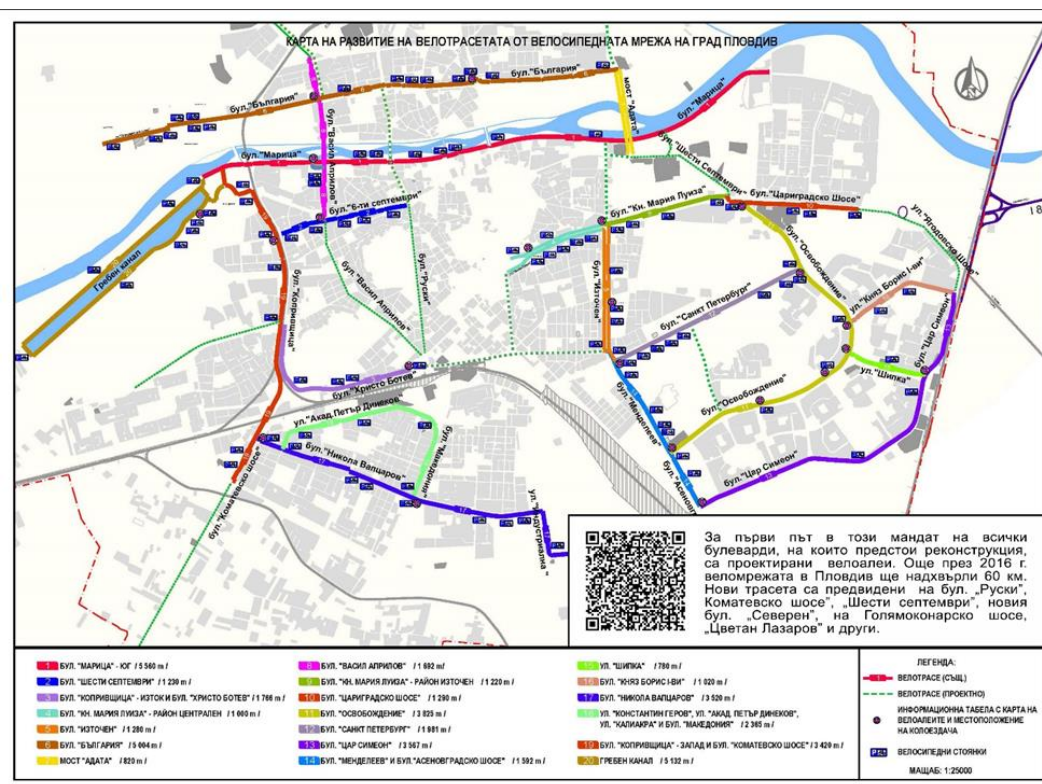 КАРТА НА РАЗВИТИЕ НА ВЕЛОТРАСЕТАТА ОТ ВЕЛОСИПЕДНАТА МРЕЖА НА ГРАД ПЛОВДИВ
бул."България"
бул."България"
мост "Адата"
бул."Марица"
бул."Васил Априлов"
бул."Марица"
бул."Шести Септември"
бул."Кн. Мария Луиза"
бул."Цариградско Шосе"
бул."6-ти септември"
ул."Ягодовско Шосе"
Гребен канал
бул."Копривщица"
бул."Васил Априлов"
бул."Руски"
бул."Източен"
бул."Санкт Петербург"
бул."Освобождение"
ул."Княз Борис I-ви"
бул."Цар Симеон"
ул."Шипка"
бул."Христо Ботев"
ул."Акад.Петър Динеков"
бул."Македония"
бул."Менделеев"
бул."Освобождение"
бул."Никола Вапцаров"
бул."Коматевско шосе"
бул."Цар Симеон"
ул."Индустриална"
За първи път в този мандат на всички
булеварди, на които предстои реконструкция,
са проектирани велоалеи. Още през 2016 г.
веломрежата в Пловдив ще надхвърли 60 км.
Нови трасета са предвидени на бул. „Руски",
Коматевско шосе", „Шести септември", новия
бул. „Северен", на Голямоконарско шосе,
„Цветан Лазаров" и други.
1 БУЛ. "МАРИЦА" - ЮГ / 5 560 m /
2 БУЛ. "ШЕСТИ СЕПТЕМВРИ" / 1 230 m /
3 БУЛ. "КОПРИВЩИЦА" - ИЗТОК И БУЛ. "ХРИСТО БОТЕВ" / 1 766 m /
4 БУЛ. "КН. МАРИЯ ЛУИЗА" - РАЙОН ЦЕНТРАЛЕН / 1 000 m /
5 БУЛ. "ИЗТОЧЕН" / 1 280 m /
6 БУЛ. "БЪЛГАРИЯ" / 5 004 m /
7 МОСТ "АДАТА" / 820 m /
8 БУЛ. "ВАСИЛ АПРИЛОВ" / 1 692 m/
9 БУЛ. "КН. МАРИЯ ЛУИЗА" - РАЙОН ИЗТОЧЕН / 1 220 m /
10 БУЛ. "ЦАРИГРАДСКО ШОСЕ" / 1 290 m /
11 БУЛ. "ОСВОБОЖДЕНИЕ" / 3 825 m /
12 БУЛ. "САНКТ ПЕТЕРБУРГ" / 1 981 m /
13 БУЛ. "ЦАР СИМЕОН" / 3 567 m /
14 БУЛ. "МЕНДЕЛЕЕВ" И БУЛ."АСЕНОВГРАДСКО ШОСЕ" / 1 592 m /
15 УЛ. "ШИПКА" / 780 m /
16 БУЛ. "КНЯЗ БОРИС I-ВИ" / 1 020 m /
17 БУЛ. "НИКОЛА ВАПЦАРОВ" / 3 520 m /
18 УЛ. "КОНСТАНТИН ГЕРОВ", УЛ. "АКАД. ПЕТЪР ДИНЕКОВ",
УЛ. "КАЛИАКРА" И БУЛ. "МАКЕДОНИЯ" / 2 365 m /
19 БУЛ. "КОПРИВЩИЦА" - ЗАПАД И БУЛ. "КОМАТЕВСКО ШОСЕ" / 3 420 m /
20 ГРЕБЕН КАНАЛ / 5 132 m /
ЛЕГЕНДА:
1 ВЕЛОТРАСЕ (СЪЩ.)
ВЕЛОТРАСЕ (ПРОЕКТНО)
ИНФОРМАЦИОННА ТАБЕЛА С КАРТА НА
ВЕЛОАЛЕИТЕ И МЕСТОПОЛОЖЕНИЕ
НА КОЛОЕЗДАЧА
ВЕЛОСИПЕДНИ СТОЯНКИ
МАЩАБ: 1:25000